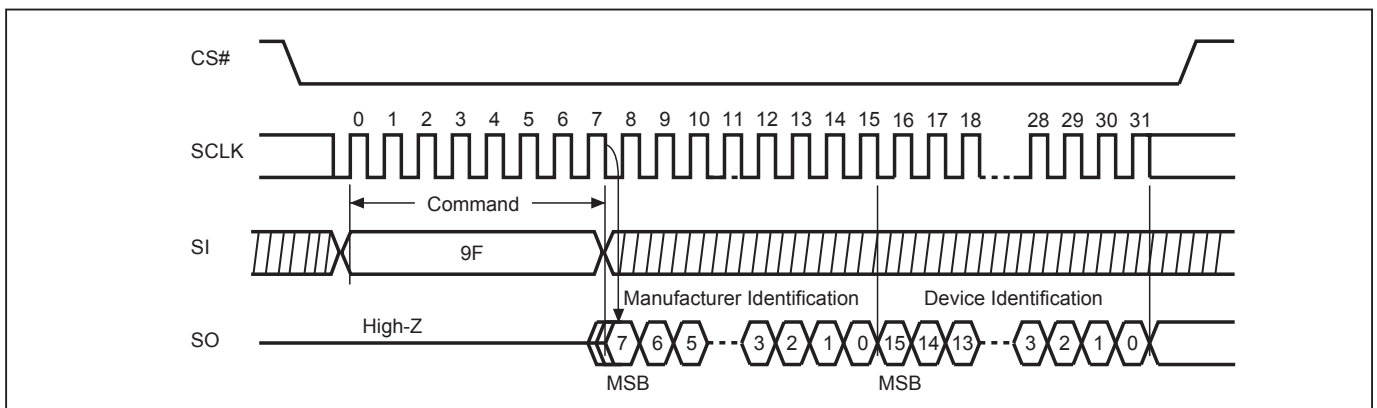 CS#
0 1 2 3 4 5 6 7 8 9 10 11 12 13 14 15 16 17 18 28 29 30 31
SCLK
Command
SI
9F
Manufacturer Identification Device Identification
High-Z
SO
7 6 5 3 2 1 0 15 14 13 3 2 1 0
MSB MSB